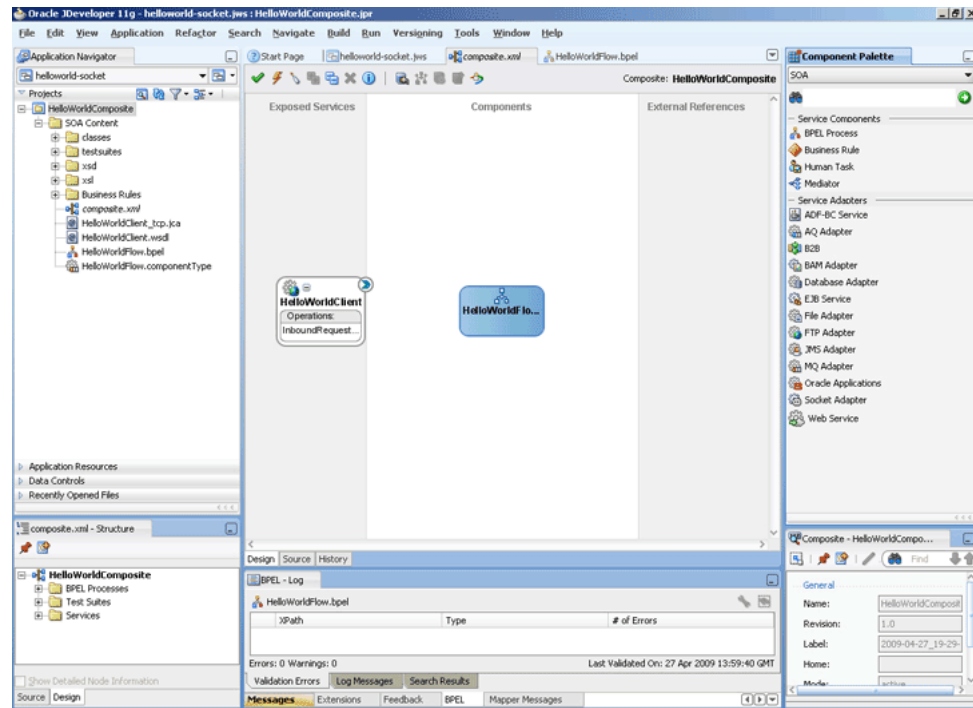 Oracle JDeveloper 11g - helloworld-socket.jws : HelloWorldComposite.jpr
File Edit View Application Refactor Search Navigate Build Run Versioning Tools Window Help
Application Navigator
helloworld-socket
Projects
HelloWorldComposite
SOA Content
classes
testsuites
xsd
xsl
Business Rules
composite.xml
HelloWorldClient_tcp.jca
HelloWorldClient.wsdl
HelloWorldFlow.bpel
HelloWorldFlow.componentType
Application Resources
Data Controls
Recently Opened Files
composite.xml - Structure
HelloWorldComposite
BPEL Processes
Test Suites
Services
Show Detailed Node Information
Source Design
Start Page helloworld-socket.jws composite.xml HelloWorldFlow.bpel
Composite: HelloWorldComposite
Exposed Services Components External References
HelloWorldClient
Operations:
InboundRequest...
HelloWorldFlo...
Design Source History
BPEL - Log
HelloWorldFlow.bpel
XPath Type # of Errors
Errors: 0 Warnings: 0 Last Validated On: 27 Apr 2009 13:59:40 GMT
Validation Errors Log Messages Search Results
Messages Extensions Feedback BPEL Mapper Messages
Component Palette
SOA
Service Components
BPEL Process
Business Rule
Human Task
Mediator
Service Adapters
ADF-BC Service
AQ Adapter
B2B
BAM Adapter
Database Adapter
EJB Service
File Adapter
FTP Adapter
JMS Adapter
MQ Adapter
Oracle Applications
Socket Adapter
Web Service
Composite - HelloWorldCompo...
Find
General
Name: HelloWorldComposit
Revision: 1.0
Label: 2009-04-27_19-29-
Home:
Mode: active